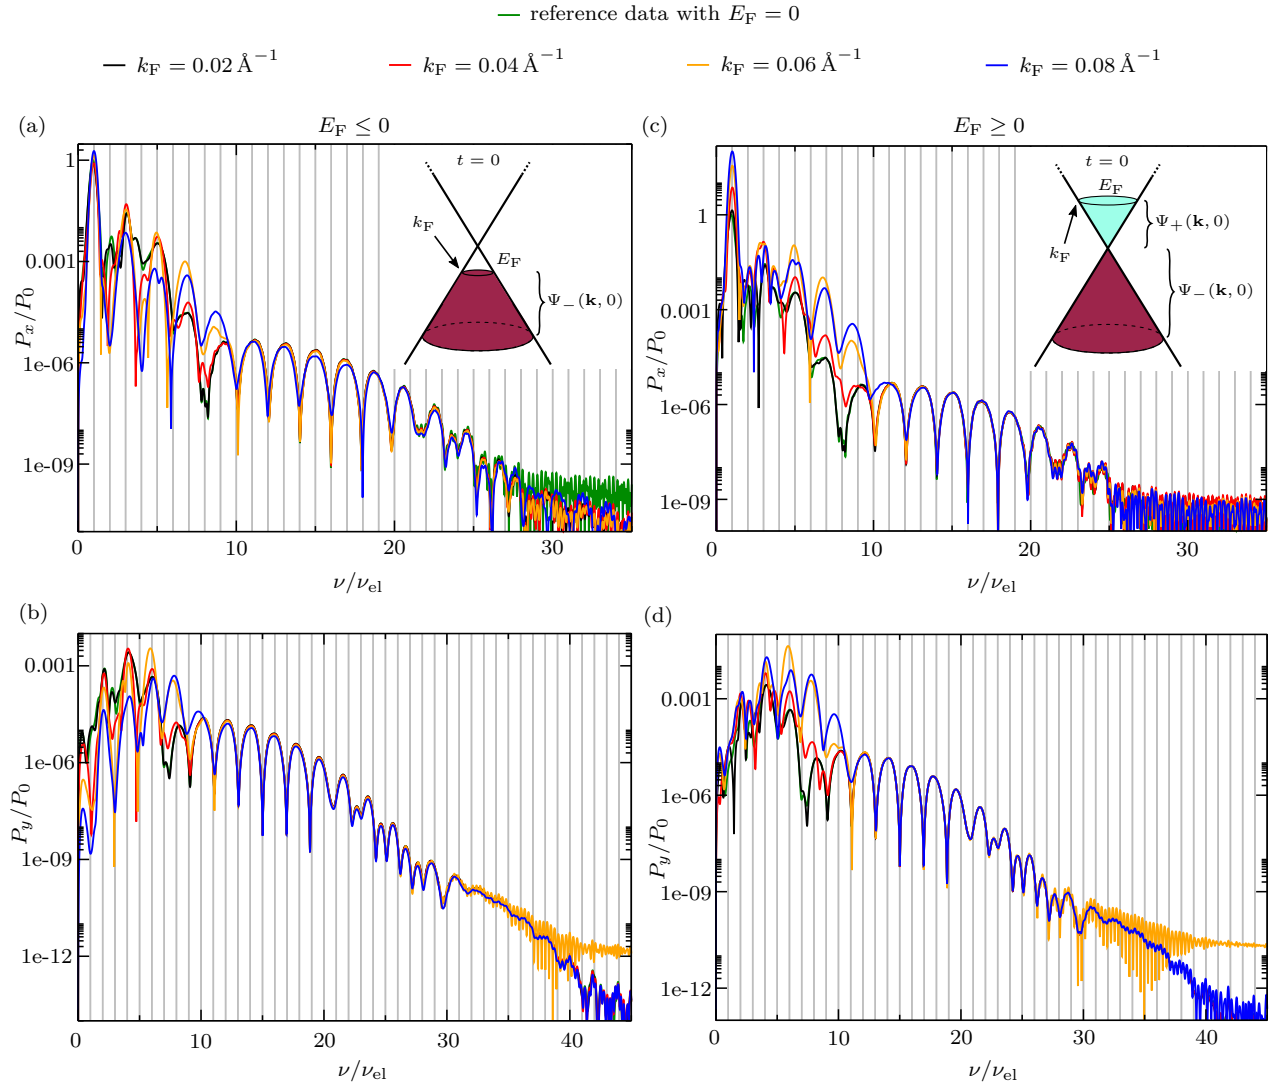 reference data with E_F = 0
k_F = 0.02 Å⁻¹
k_F = 0.04 Å⁻¹
k_F = 0.06 Å⁻¹
k_F = 0.08 Å⁻¹
(a)
E_F ≤ 0
1
0.001
1e-06
1e-09
P_x/P_0
0
10
20
30
ν/ν_el
t = 0
k_F
E_F
Ψ₋(k, 0)
(c)
E_F ≥ 0
1
0.001
1e-06
1e-09
P_x/P_0
0
10
20
30
ν/ν_el
t = 0
E_F
k_F
Ψ₊(k, 0)
Ψ₋(k, 0)
(b)
0.001
1e-06
1e-09
1e-12
P_y/P_0
0
10
20
30
40
ν/ν_el
(d)
0.001
1e-06
1e-09
1e-12
P_y/P_0
0
10
20
30
40
ν/ν_el